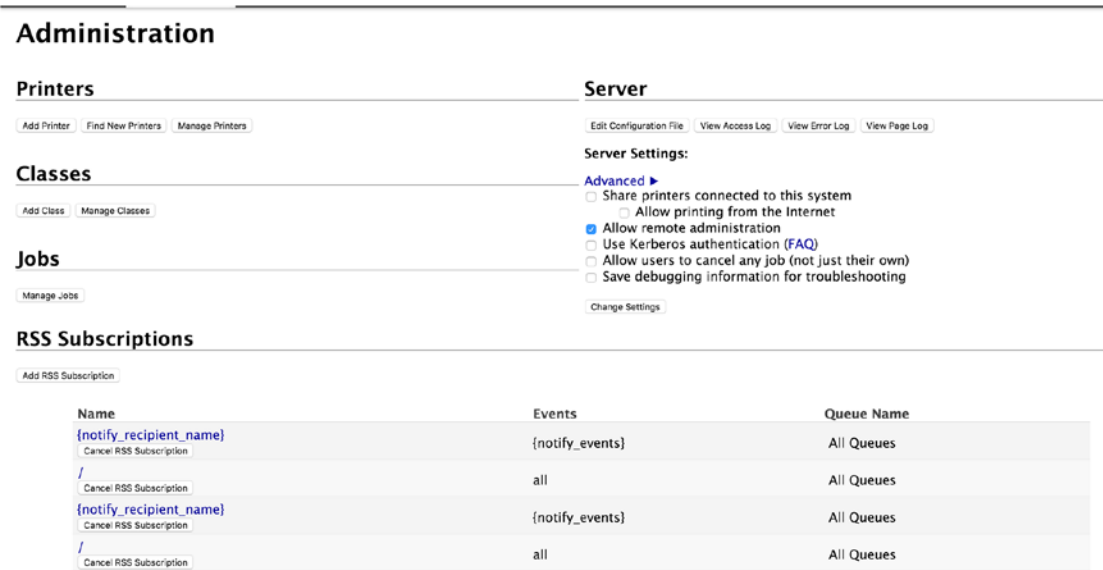 Administration
Printers
Add Printer Find New Printers Manage Printers
Classes
Add Class Manage Classes
Jobs
Manage Jobs
Server
Edit Configuration File View Access Log View Error Log View Page Log
Server Settings:
Advanced ▶
Share printers connected to this system
Allow printing from the Internet
Allow remote administration
Use Kerberos authentication (FAQ)
Allow users to cancel any job (not just their own)
Save debugging information for troubleshooting
Change Settings
RSS Subscriptions
Add RSS Subscription
Name Events Queue Name
{notify_recipient_name} {notify_events} All Queues
Cancel RSS Subscription
/ all All Queues
Cancel RSS Subscription
{notify_recipient_name} {notify_events} All Queues
Cancel RSS Subscription
/ all All Queues
Cancel RSS Subscription